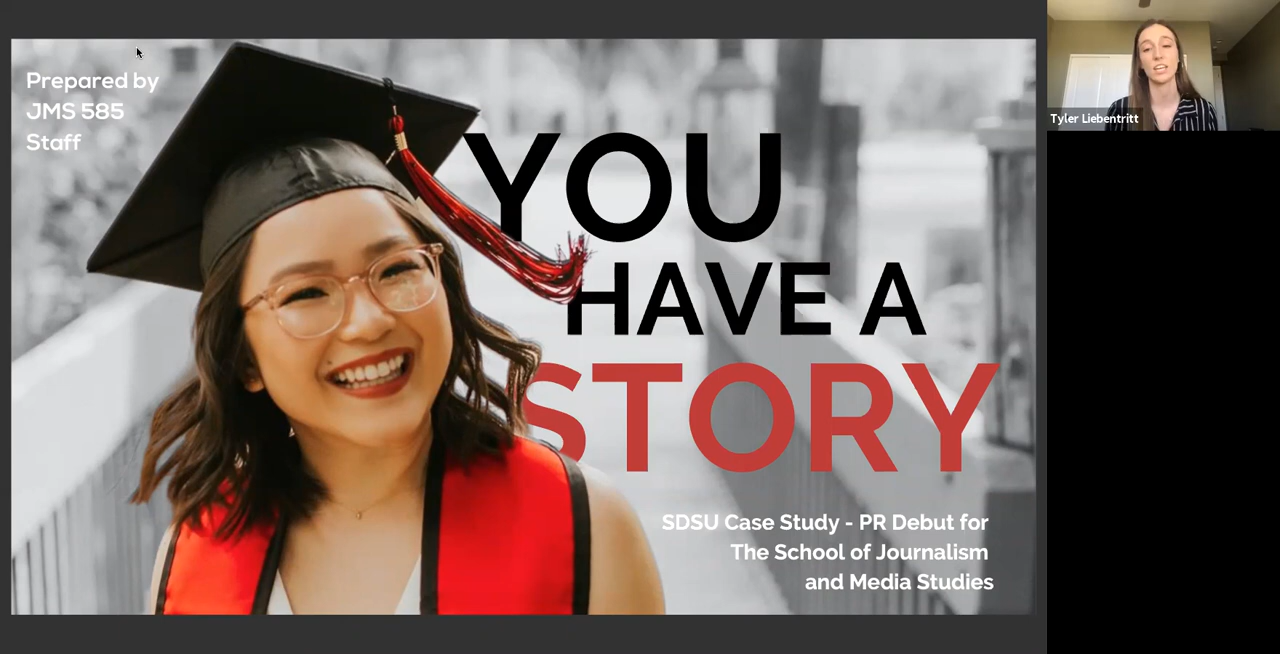 Prepared by
JMS 585
Staff
YOU
HAVE A
STORY
SDSU Case Study - PR Debut for
The School of Journalism
and Media Studies
Tyler Liebentritt